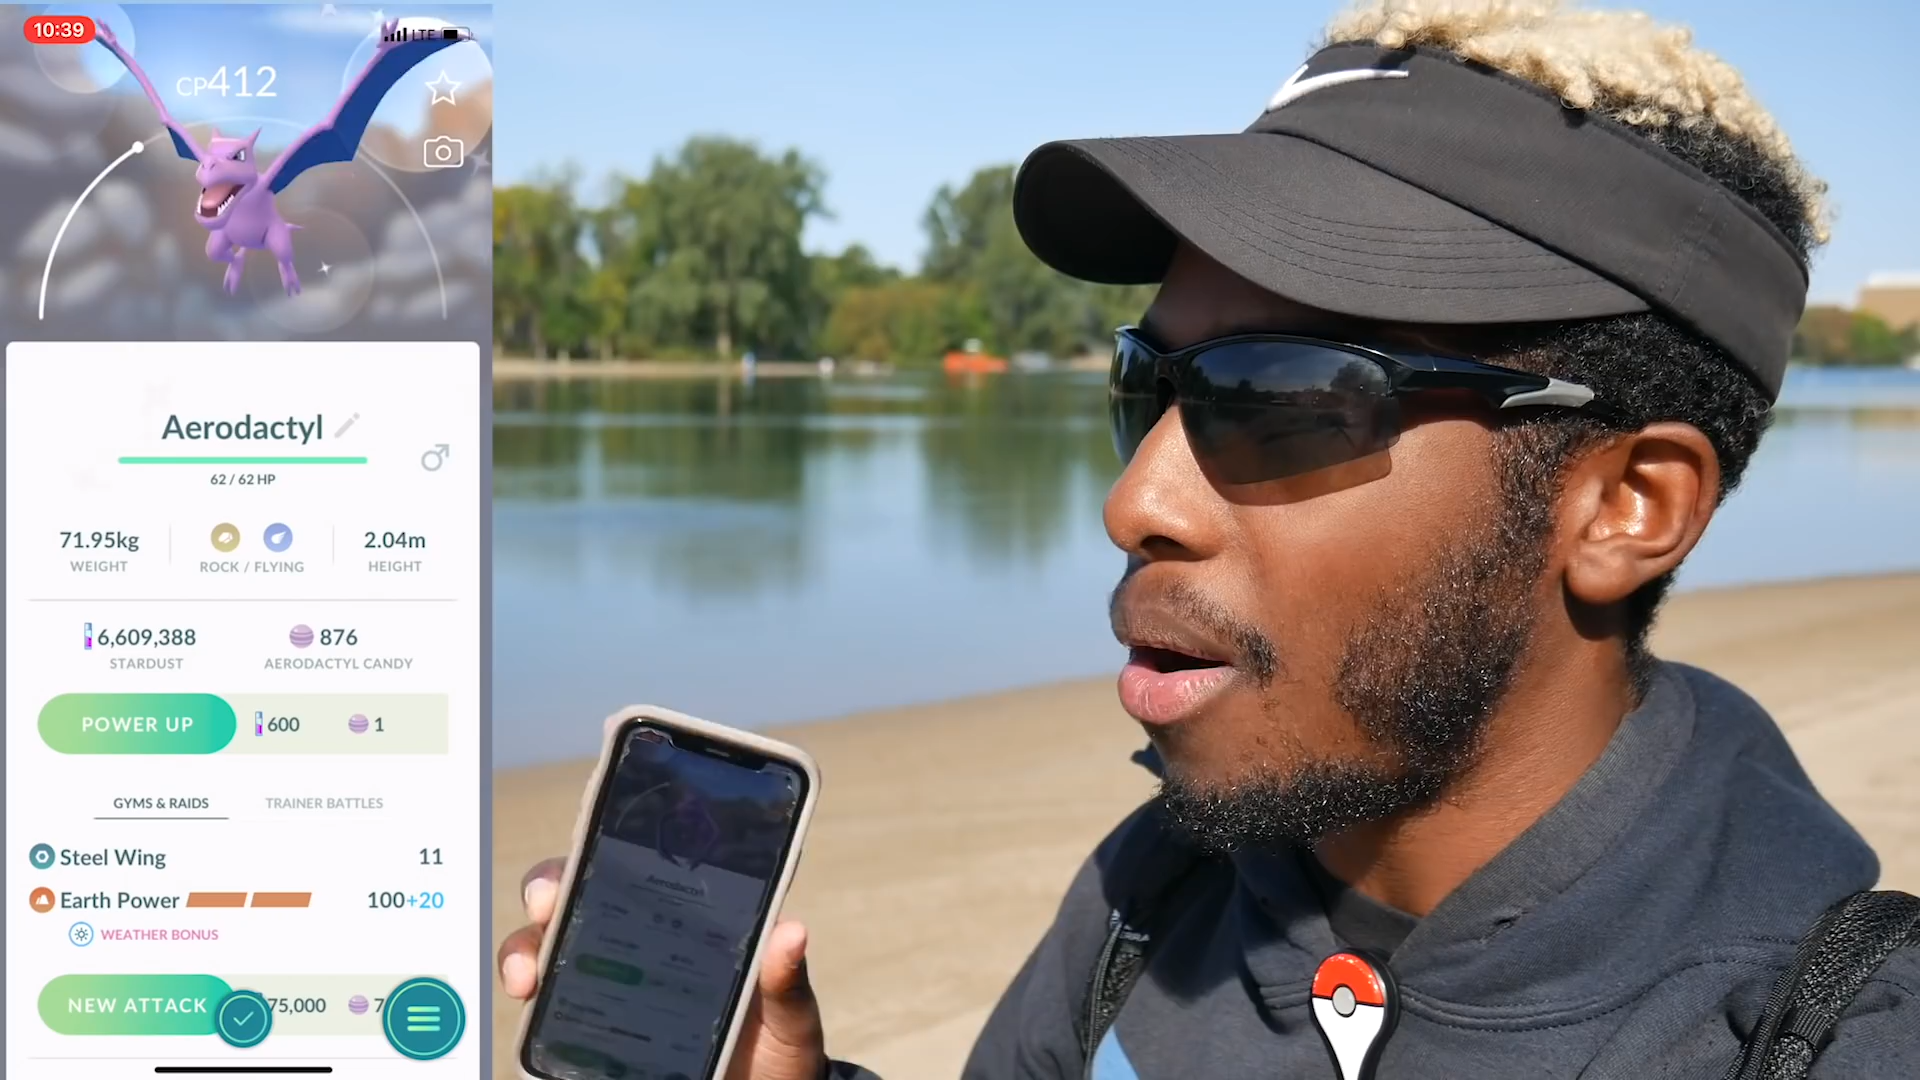 10:39
LTE
CP412
Aerodactyl
62 / 62 HP
71.95kg
WEIGHT
ROCK / FLYING
2.04m
HEIGHT
6,609,388
STARDUST
876
AERODACTYL CANDY
POWER UP
600
1
GYMS & RAIDS
TRAINER BATTLES
Steel Wing
11
Earth Power
100+20
WEATHER BONUS
NEW ATTACK
75,000
7
Aerodactyl